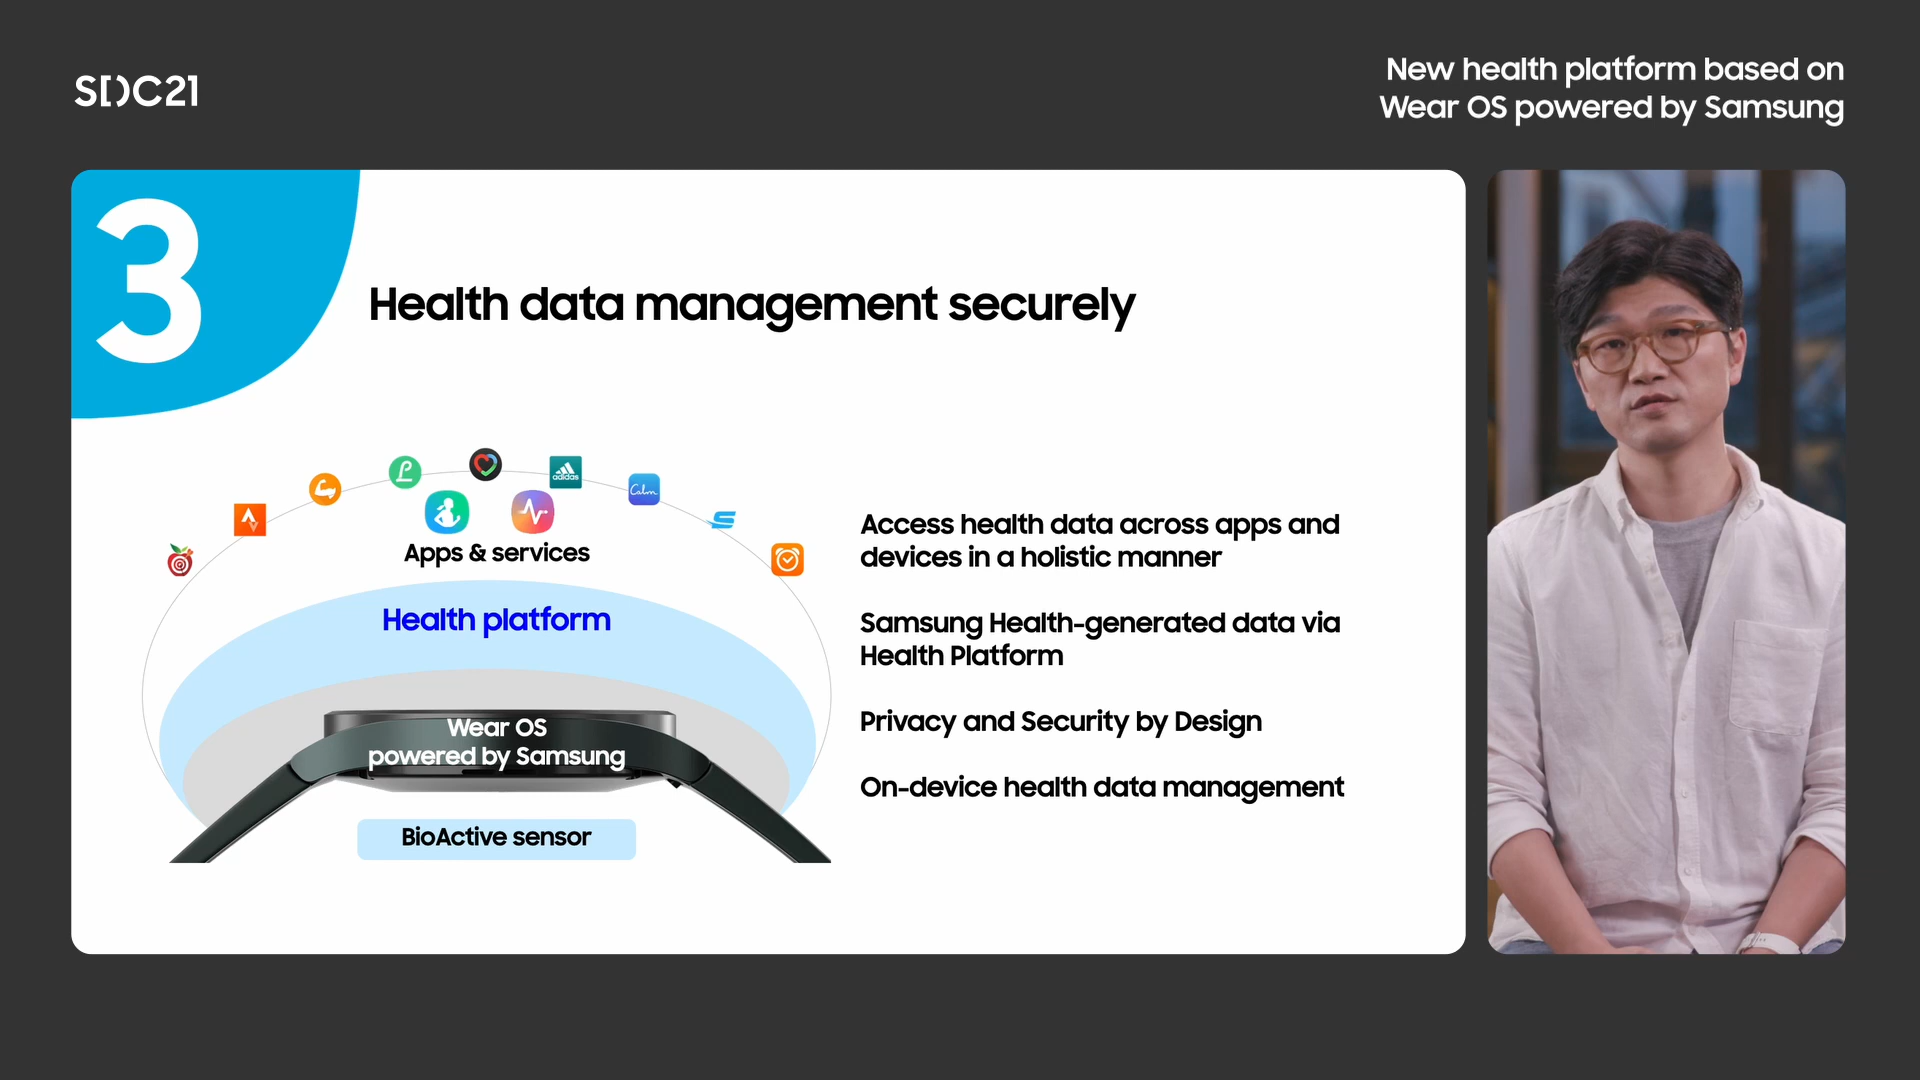 SDC21
New health platform based on
Wear OS powered by Samsung
3
Health data management securely
adidas
Calm
Apps & services
Health platform
Wear OS
powered by Samsung
BioActive sensor
Access health data across apps and
devices in a holistic manner
Samsung Health-generated data via
Health Platform
Privacy and Security by Design
On-device health data management